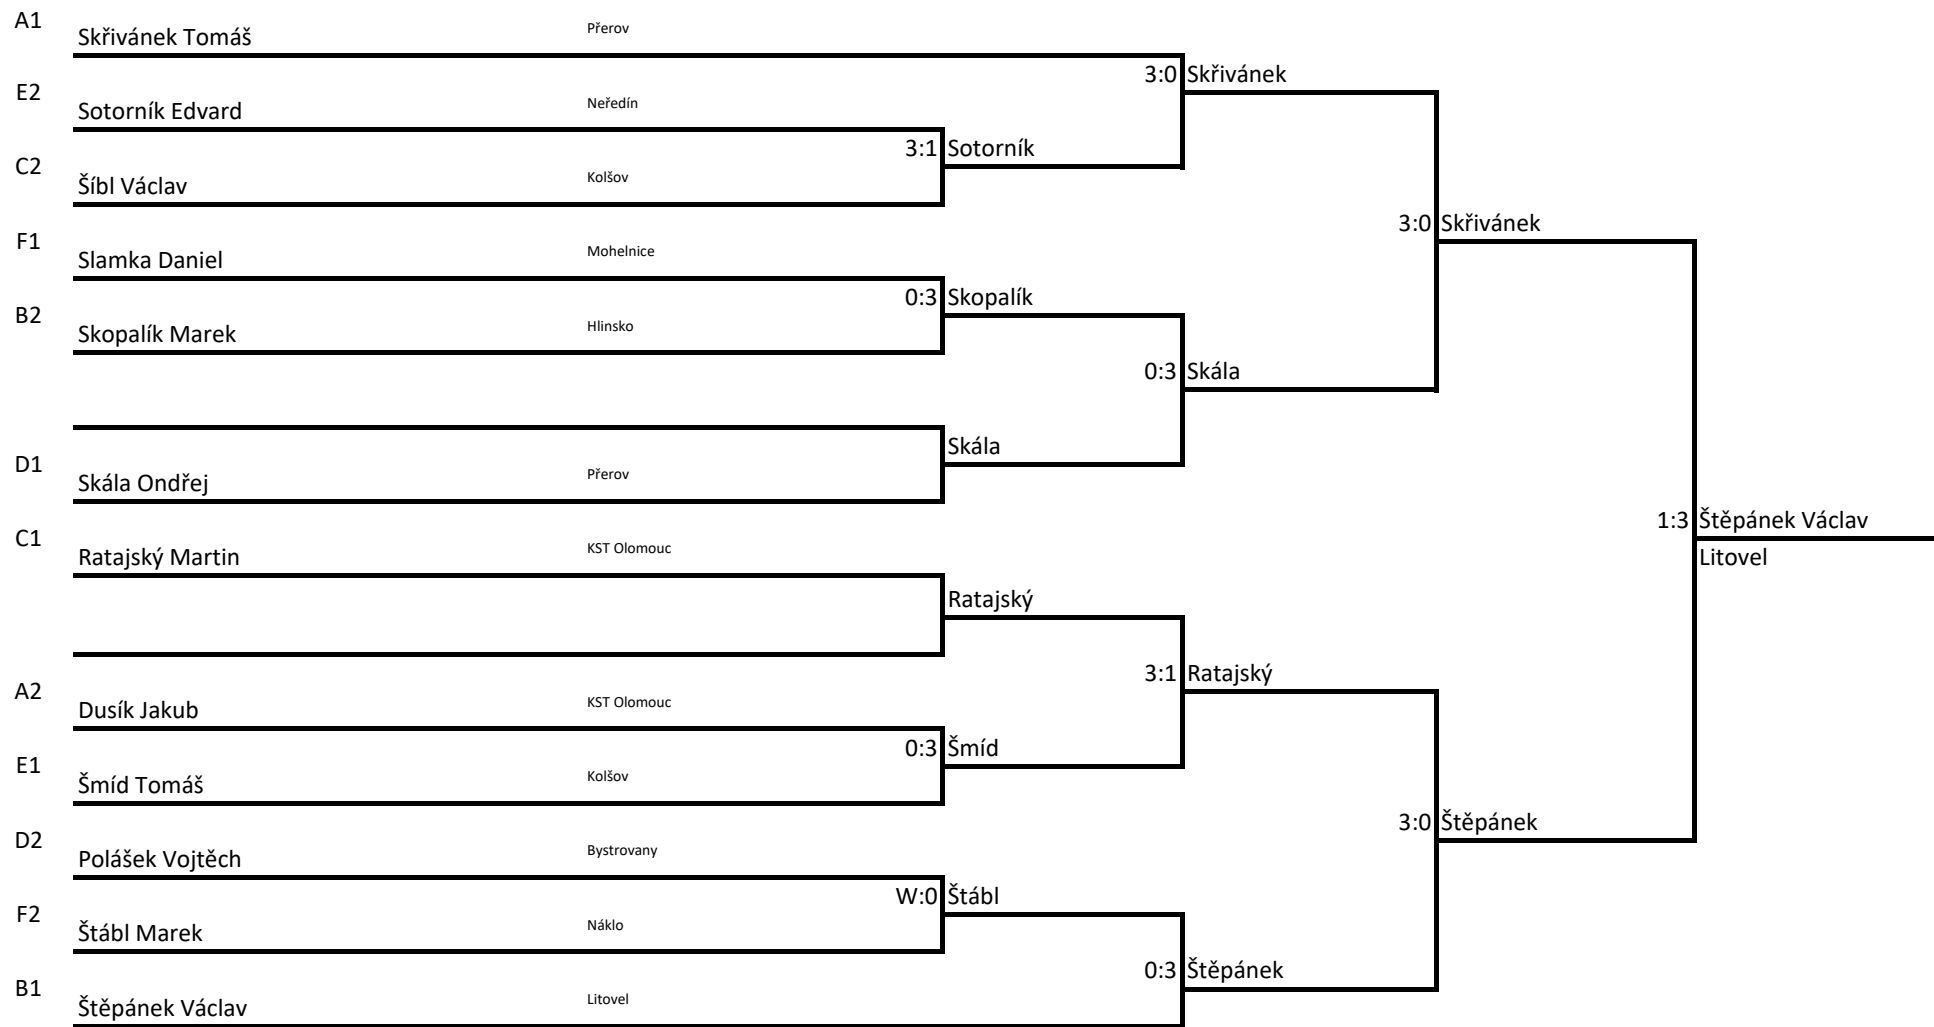 A1 Skřivánek Tomáš Přerov
3:0 Skřivánek
E2 Sotorník Edvard Neředín
3:1 Sotorník
C2 Šíbl Václav Kolšov
3:0 Skřivánek
F1 Slamka Daniel Mohelnice
0:3 Skopalík
B2 Skopalík Marek Hlinsko
0:3 Skála
Skála
D1 Skála Ondřej Přerov
1:3 Štěpánek Václav
C1 Ratajský Martin KST Olomouc
Litovel
Ratajský
3:1 Ratajský
A2 Dusík Jakub KST Olomouc
0:3 Šmíd
E1 Šmíd Tomáš Kolšov
3:0 Štěpánek
D2 Polášek Vojtěch Bystrovany
W:0 Štábl
F2 Štábl Marek Náklo
0:3 Štěpánek
B1 Štěpánek Václav Litovel